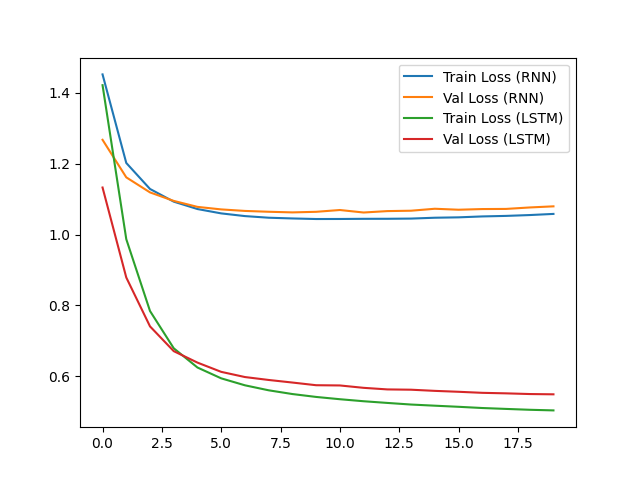 Train Loss (RNN)
Val Loss (RNN)
Train Loss (LSTM)
Val Loss (LSTM)
1.4
1.2
1.0
0.8
0.6
0.0 2.5 5.0 7.5 10.0 12.5 15.0 17.5